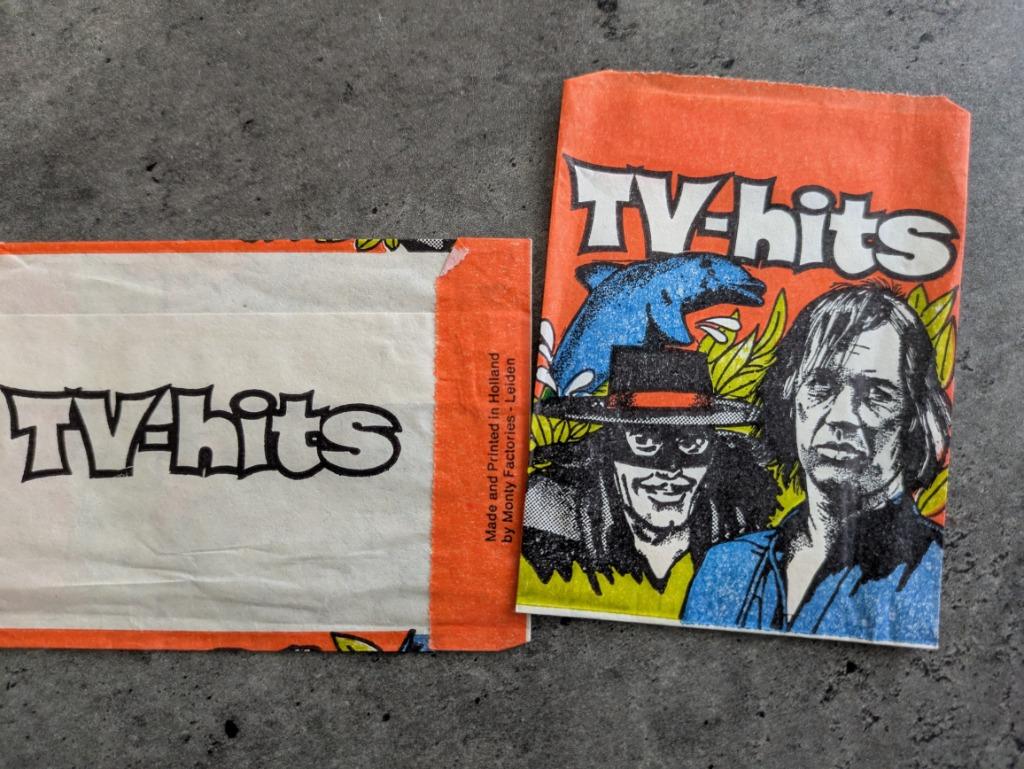 TV-hits
Made and Printed in Holland
by Monty Factories - Leiden
TV-hits